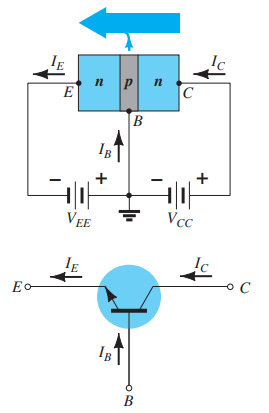 I_E I_C
n p n
E C
B
I_B
– + – +
V_EE V_CC
I_E I_C
E C
I_B
B